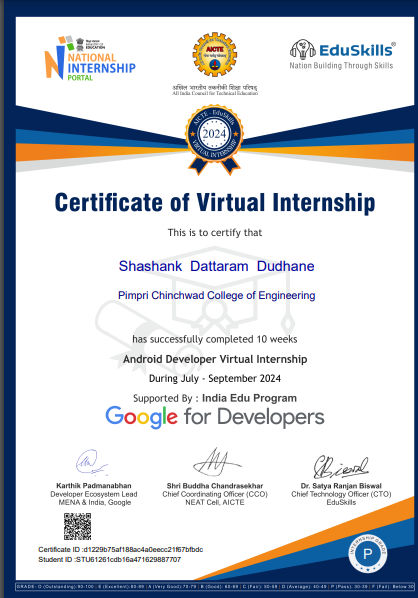 NATIONAL
INTERNSHIP
PORTAL
AICTE
अखिल भारतीय तकनीकी शिक्षा परिषद्
All India Council for Technical Education
EduSkills®
Nation Building Through Skills
AICTE - EduSkills
2024
VIRTUAL INTERNSHIP
Certificate of Virtual Internship
This is to certify that
Shashank Dattaram Dudhane
Pimpri Chinchwad College of Engineering
has successfully completed 10 weeks
Android Developer Virtual Internship
During July - September 2024
Supported By : India Edu Program
Google for Developers
Karthik Padmanabhan
Developer Ecosystem Lead
MENA & India, Google
Shri Buddha Chandrasekhar
Chief Coordinating Officer (CCO)
NEAT Cell, AICTE
Dr. Satya Ranjan Biswal
Chief Technology Officer (CTO)
EduSkills
Certificate ID :d1229b75af188ac4a0eecc21f67bfbdc
Student ID :STU61261cdb16a471629887707
INTERNSHIP GRADE
P
GRADE- O (Outstanding):90-100 | E (Excellent):80-89 | A (Very Good):70-79 | B (Good): 60-69 | C (Fair): 50-59 | D (Average): 40-49 | P (Pass): 30-39 | F (Fail): Below 30